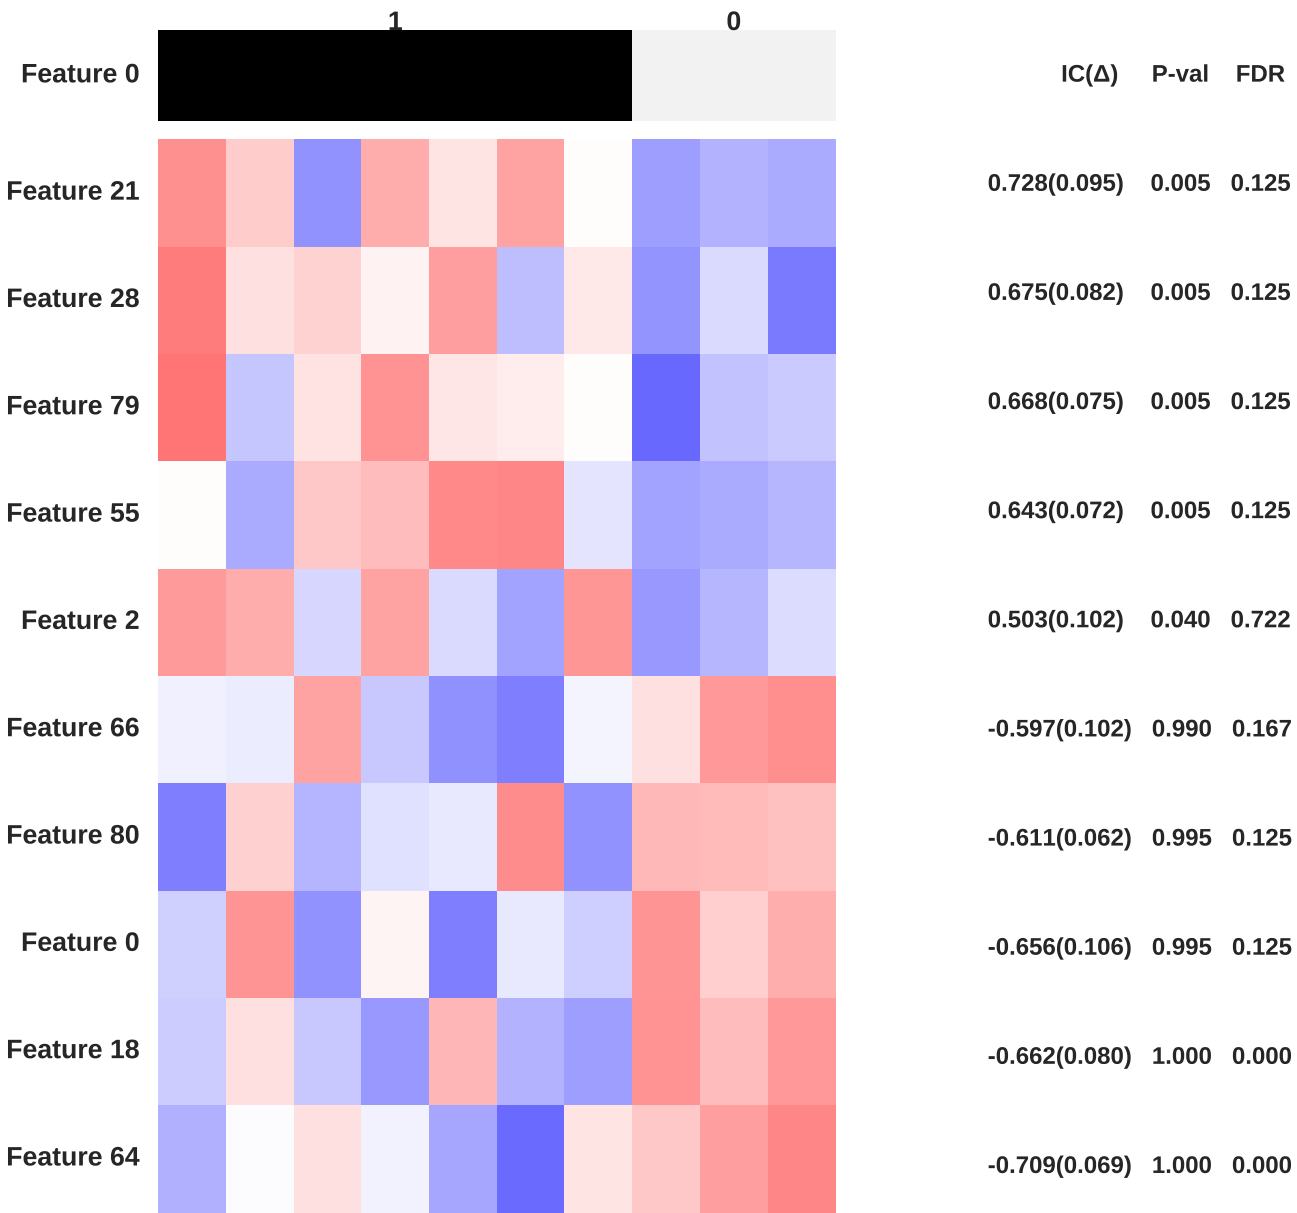 1 0
Feature 0 IC(Δ) P-val FDR
Feature 21 0.728(0.095) 0.005 0.125
Feature 28 0.675(0.082) 0.005 0.125
Feature 79 0.668(0.075) 0.005 0.125
Feature 55 0.643(0.072) 0.005 0.125
Feature 2 0.503(0.102) 0.040 0.722
Feature 66 -0.597(0.102) 0.990 0.167
Feature 80 -0.611(0.062) 0.995 0.125
Feature 0 -0.656(0.106) 0.995 0.125
Feature 18 -0.662(0.080) 1.000 0.000
Feature 64 -0.709(0.069) 1.000 0.000